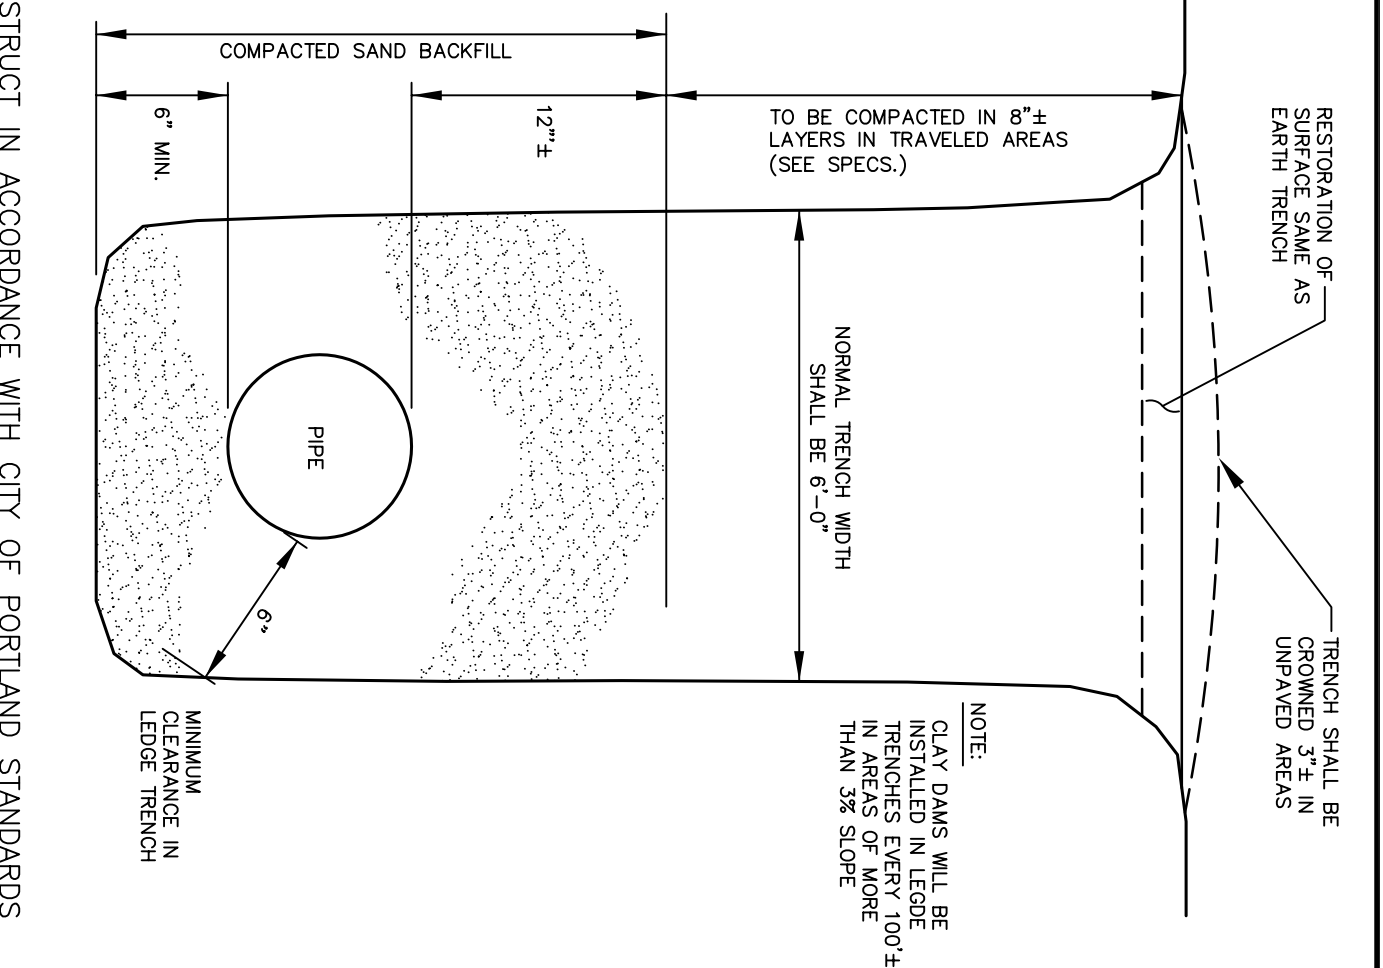 RESTORATION OF
SURFACE SAME AS
EARTH TRENCH
TRENCH SHALL BE
CROWNED 3"± IN
UNPAVED AREAS
TO BE COMPACTED IN 8"±
LAYERS IN TRAVELED AREAS
(SEE SPECS.)
NORMAL TRENCH WIDTH
SHALL BE 6'-0"
NOTE:
CLAY DAMS WILL BE
INSTALLED IN LEGDE
TRENCHES EVERY 100'±
IN AREAS OF MORE
THAN 3% SLOPE
COMPACTED SAND BACKFILL
12"'±
6" MIN.
PIPE
9"
MINIMUM
CLEARANCE IN
LEDGE TRENCH
STRUCT IN ACCORDANCE WITH CITY OF PORTLAND STANDARDS